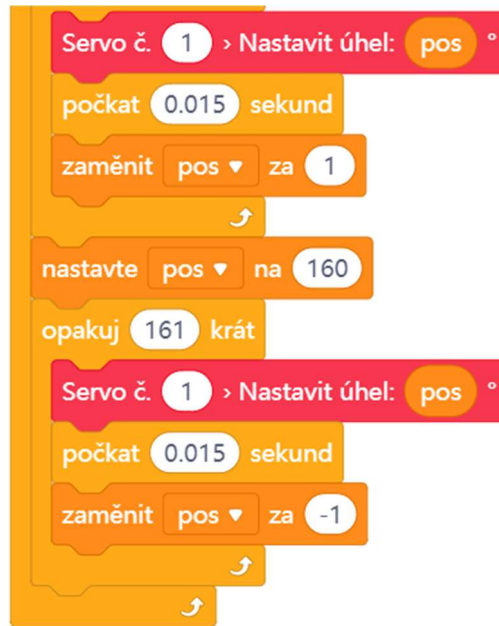 Servo č. 1 › Nastavit úhel: pos °
počkat 0.015 sekund
zaměnit pos ▾ za 1
nastavte pos ▾ na 160
opakuj 161 krát
Servo č. 1 › Nastavit úhel: pos °
počkat 0.015 sekund
zaměnit pos ▾ za -1